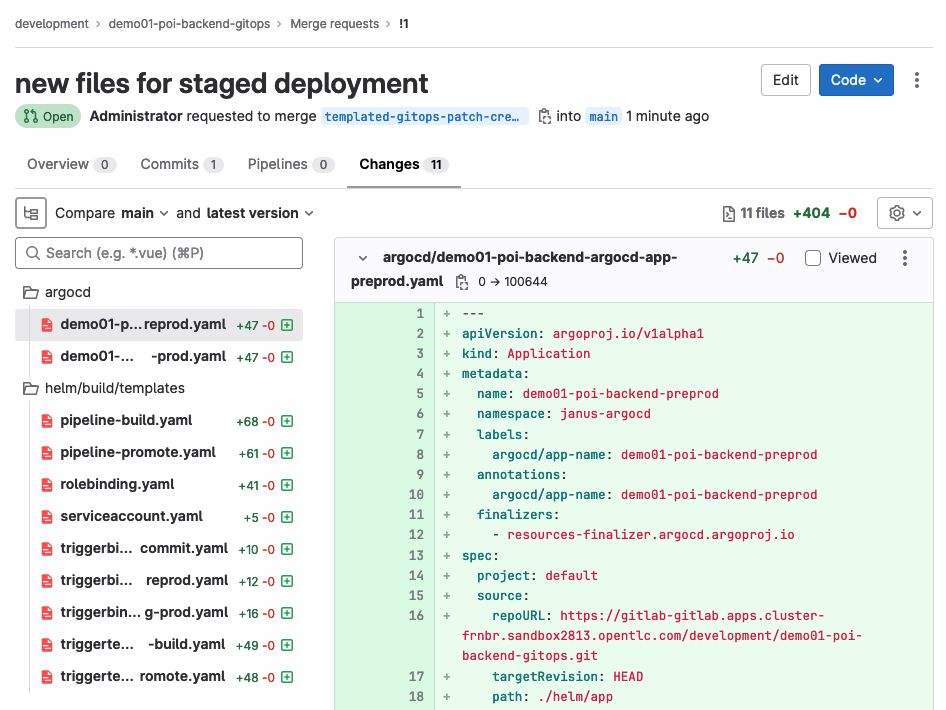 development › demo01-poi-backend-gitops › Merge requests › !1
new files for staged deployment
Edit
Code
Open Administrator requested to merge templated-gitops-patch-cre… into main 1 minute ago
Overview 0 Commits 1 Pipelines 0 Changes 11
Compare main and latest version
11 files +404 −0
Search (e.g. *.vue) (⌘P)
argocd
demo01-p…reprod.yaml +47 -0
demo01-… -prod.yaml +47 -0
helm/build/templates
pipeline-build.yaml +68 -0
pipeline-promote.yaml +61 -0
rolebinding.yaml +41 -0
serviceaccount.yaml +5 -0
triggerbi… commit.yaml +10 -0
triggerbi… reprod.yaml +12 -0
triggerbin… g-prod.yaml +16 -0
triggerte… -build.yaml +49 -0
triggerte… romote.yaml +48 -0
argocd/demo01-poi-backend-argocd-app-
preprod.yaml 0 → 100644
+47 −0 Viewed
1 + ---
2 + apiVersion: argoproj.io/v1alpha1
3 + kind: Application
4 + metadata:
5 + name: demo01-poi-backend-preprod
6 + namespace: janus-argocd
7 + labels:
8 + argocd/app-name: demo01-poi-backend-preprod
9 + annotations:
10 + argocd/app-name: demo01-poi-backend-preprod
11 + finalizers:
12 + - resources-finalizer.argocd.argoproj.io
13 + spec:
14 + project: default
15 + source:
16 + repoURL: https://gitlab-gitlab.apps.cluster-
frnbr.sandbox2813.opentlc.com/development/demo01-poi-
backend-gitops.git
17 + targetRevision: HEAD
18 + path: ./helm/app